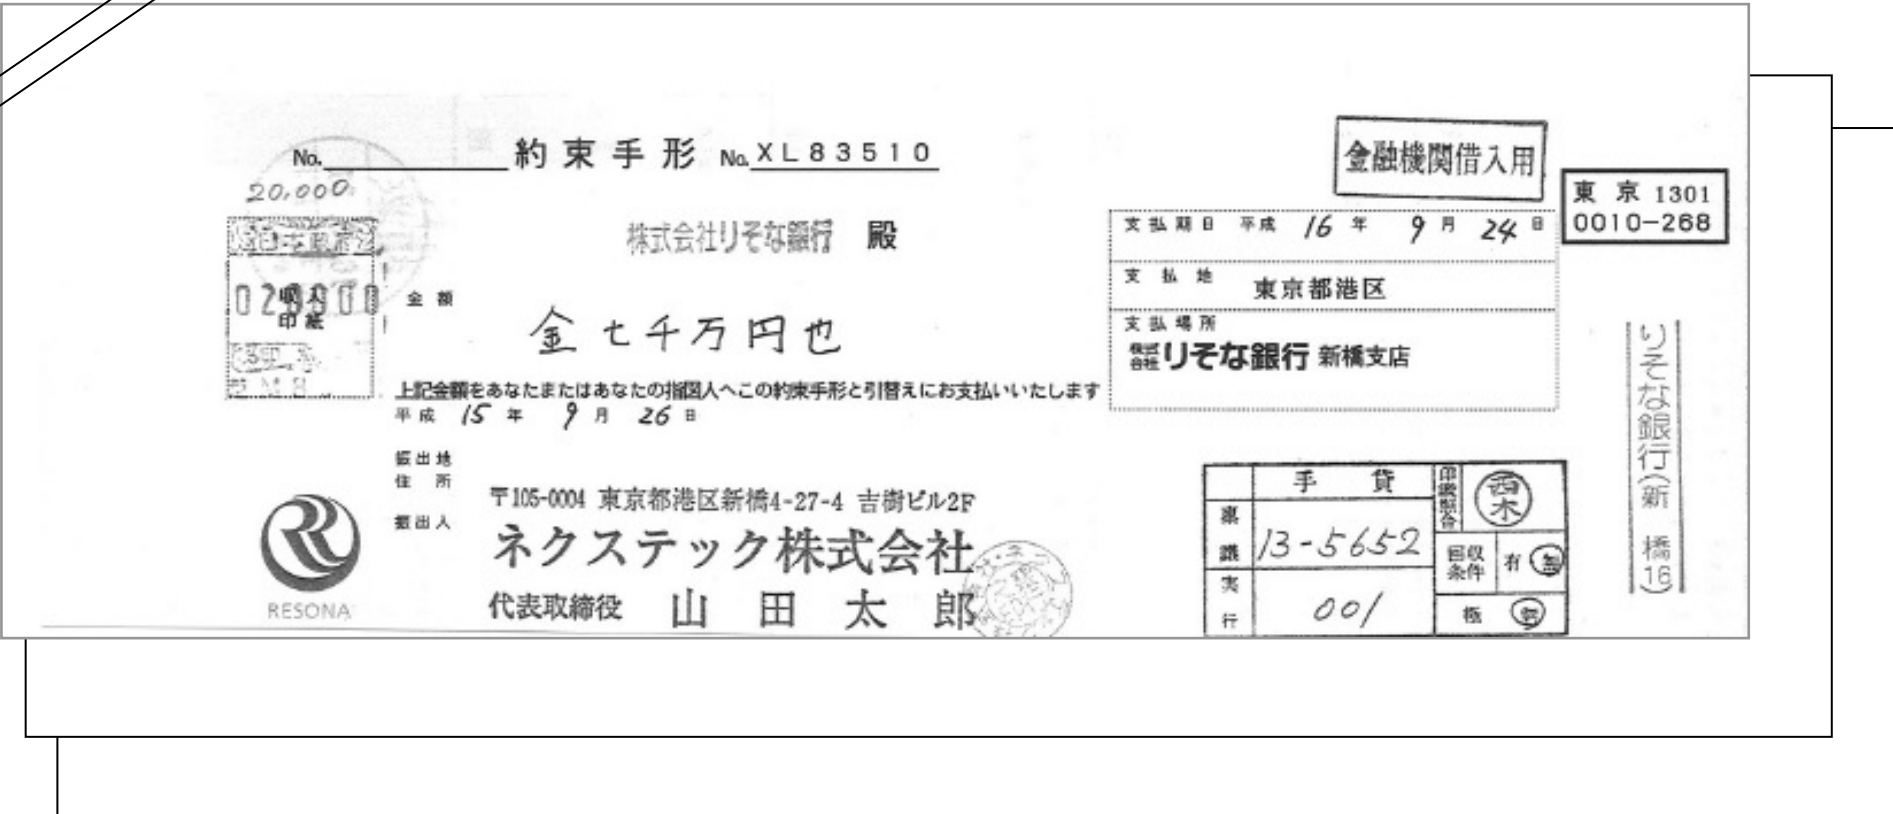 No.
約束手形 No. XL83510
20,000
収入
印紙
株式会社りそな銀行 殿
金額
金七千万円也
上記金額をあなたまたはあなたの指図人へこの約束手形と引替えにお支払いいたします
平成 15 年 9 月 26 日
振出地
住所
〒105-0004 東京都港区新橋4-27-4 吉樹ビル2F
振出人
ネクステック株式会社
代表取締役 山田太郎
RESONA
金融機関借入用
東京 1301
0010-268
支払期日 平成 16 年 9 月 24 日
支払地 東京都港区
支払場所
株式会社りそな銀行 新橋支店
りそな銀行(新橋16)
手貸
稟議 13-5652
実行 001
印鑑照合 西木
回収条件 有 無